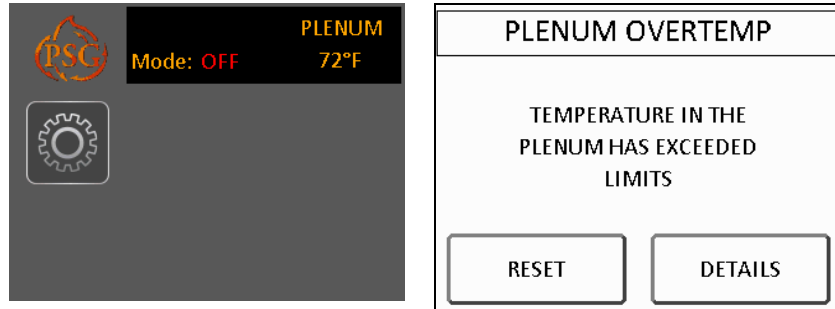 PSG
PLENUM
Mode: OFF
72°F
PLENUM OVERTEMP
TEMPERATURE IN THE
PLENUM HAS EXCEEDED
LIMITS
RESET
DETAILS